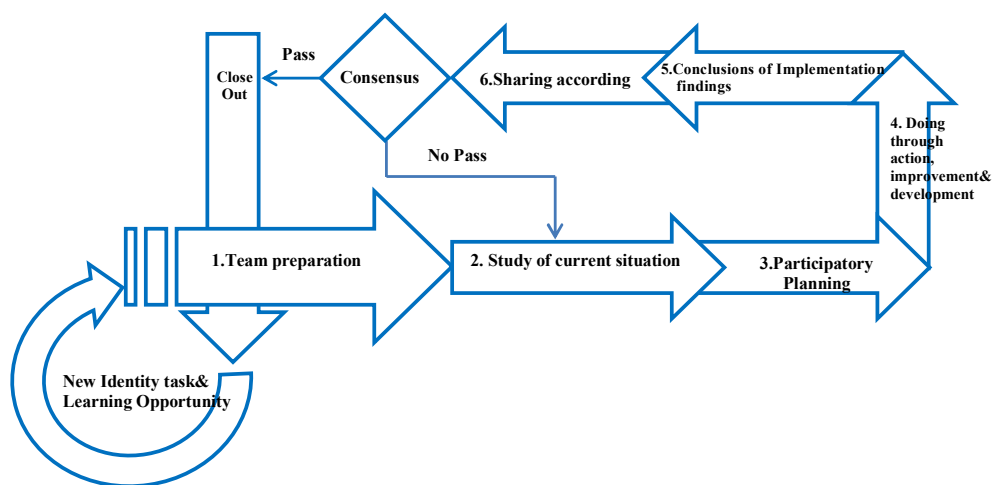 Pass
Close
Out
Consensus
6.Sharing according
5.Conclusions of Implementation
findings
4. Doing
through
action,
improvement&
development
No Pass
1.Team preparation
2. Study of current situation
3.Participatory
Planning
New Identity task&
Learning Opportunity